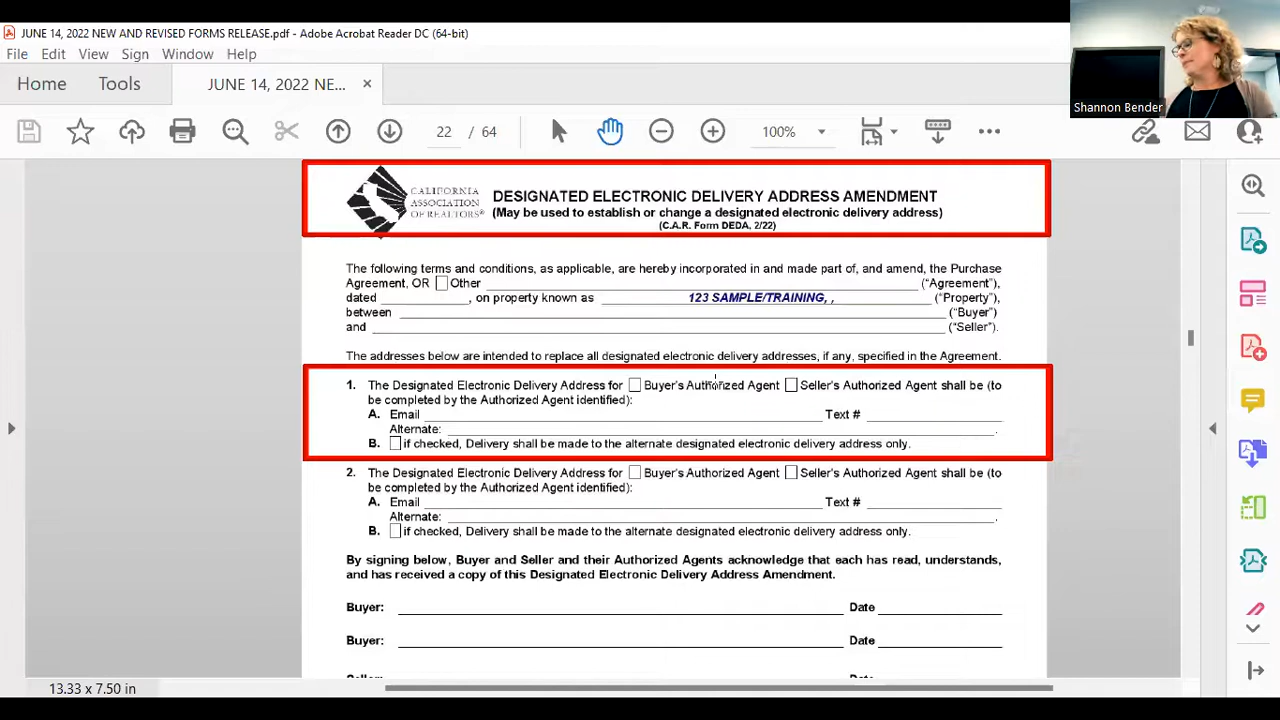 JUNE 14, 2022 NEW AND REVISED FORMS RELEASE.pdf - Adobe Acrobat Reader DC (64-bit)
File Edit View Sign Window Help
Home Tools JUNE 14, 2022 NE... ×
22 / 64 100%
Shannon Bender
CALIFORNIA
ASSOCIATION
OF REALTORS®
DESIGNATED ELECTRONIC DELIVERY ADDRESS AMENDMENT
(May be used to establish or change a designated electronic delivery address)
(C.A.R. Form DEDA, 2/22)
The following terms and conditions, as applicable, are hereby incorporated in and made part of, and amend, the Purchase
Agreement, OR Other ("Agreement"),
dated , on property known as 123 SAMPLE/TRAINING, , ("Property"),
between ("Buyer")
and ("Seller").
The addresses below are intended to replace all designated electronic delivery addresses, if any, specified in the Agreement.
1. The Designated Electronic Delivery Address for Buyer's Authorized Agent Seller's Authorized Agent shall be (to
be completed by the Authorized Agent identified):
A. Email Text #
Alternate: .
B. if checked, Delivery shall be made to the alternate designated electronic delivery address only.
2. The Designated Electronic Delivery Address for Buyer's Authorized Agent Seller's Authorized Agent shall be (to
be completed by the Authorized Agent identified):
A. Email Text #
Alternate: .
B. if checked, Delivery shall be made to the alternate designated electronic delivery address only.
By signing below, Buyer and Seller and their Authorized Agents acknowledge that each has read, understands,
and has received a copy of this Designated Electronic Delivery Address Amendment.
Buyer: Date
Buyer: Date
13.33 x 7.50 in